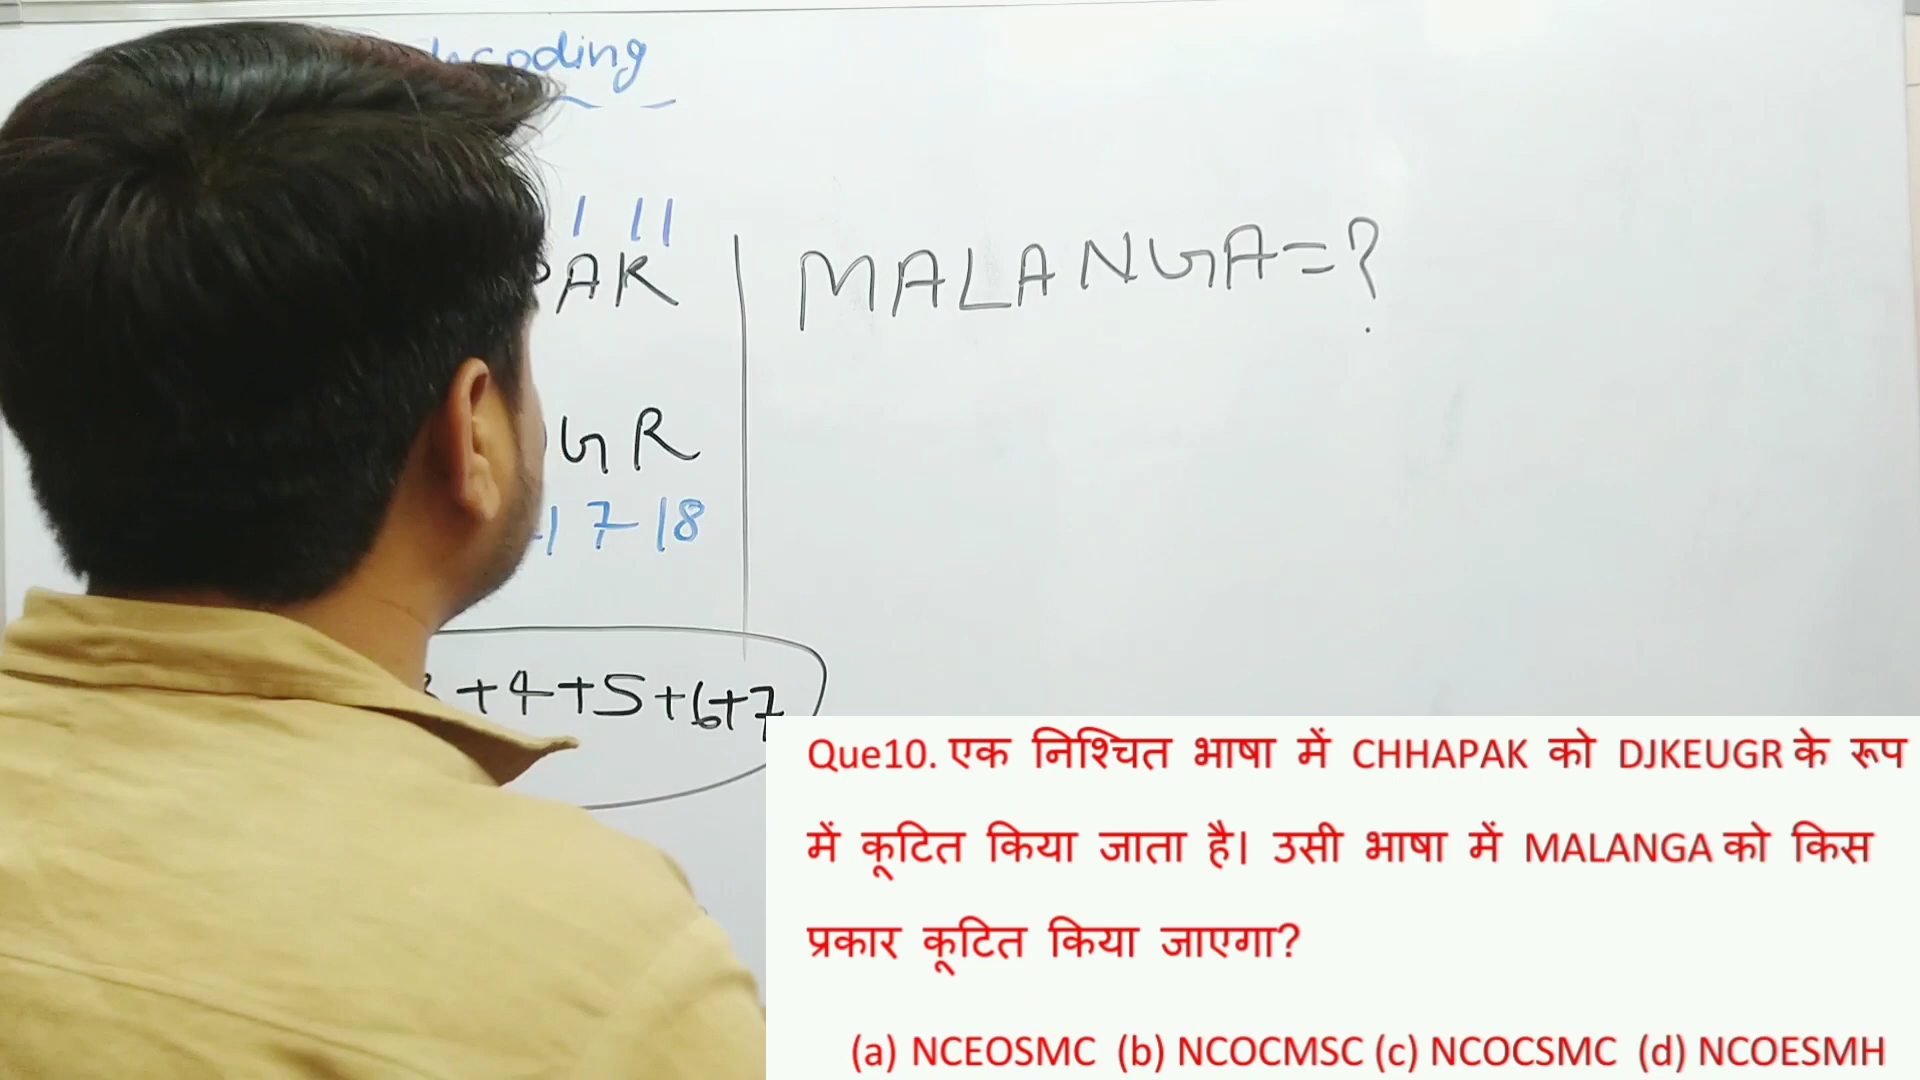 coding
1 11
AK
MALANGA=?
GR
7 18
+4+5+6+7
Que10. एक निश्चित भाषा में CHHAPAK को DJKEUGR के रूप
में कूटित किया जाता है। उसी भाषा में MALANGA को किस
प्रकार कूटित किया जाएगा?
(a) NCEOSMC (b) NCOCMSC (c) NCOCSMC (d) NCOESMH